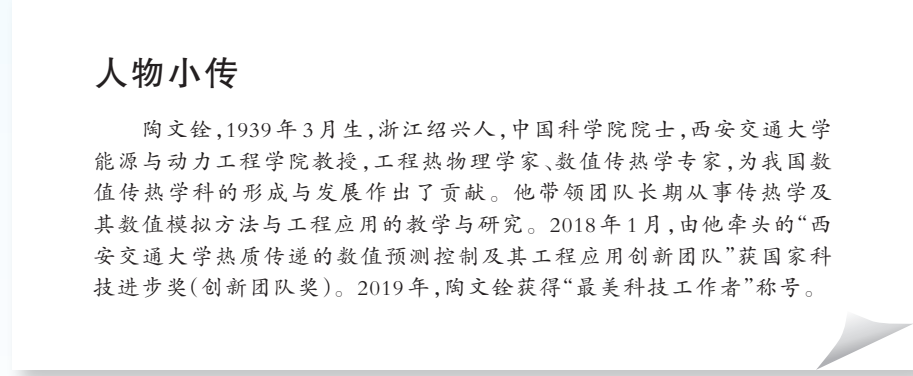 人物小传
陶文铨,1939年3月生,浙江绍兴人,中国科学院院士,西安交通大学
能源与动力工程学院教授,工程热物理学家、数值传热学专家,为我国数
值传热学科的形成与发展作出了贡献。他带领团队长期从事传热学及
其数值模拟方法与工程应用的教学与研究。2018年1月,由他牵头的“西
安交通大学热质传递的数值预测控制及其工程应用创新团队”获国家科
技进步奖(创新团队奖)。2019年,陶文铨获得“最美科技工作者”称号。